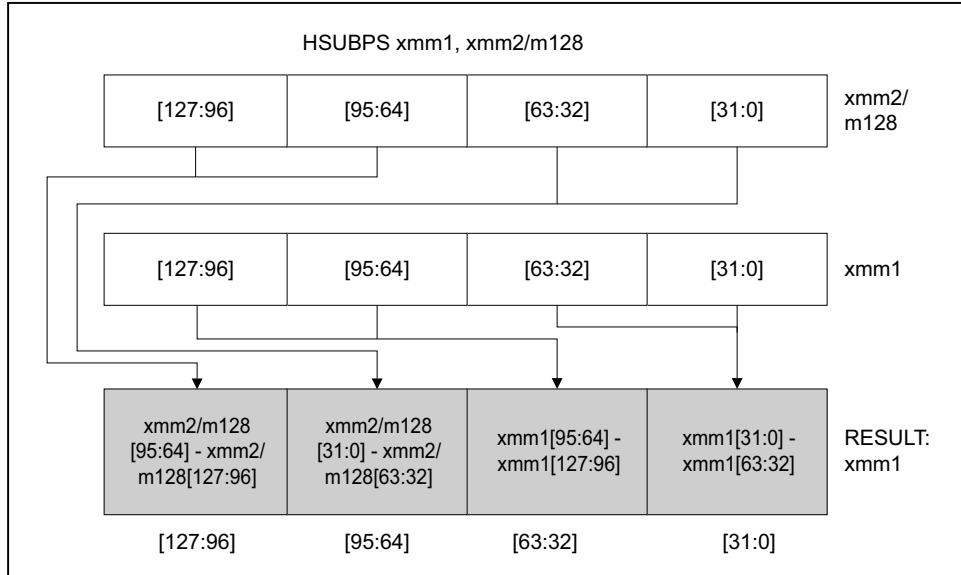 HSUBPS xmm1, xmm2/m128
[127:96] [95:64] [63:32] [31:0] xmm2/
m128
[127:96] [95:64] [63:32] [31:0] xmm1
xmm2/m128
[95:64] - xmm2/
m128[127:96]
xmm2/m128
[31:0] - xmm2/
m128[63:32]
xmm1[95:64] -
xmm1[127:96]
xmm1[31:0] -
xmm1[63:32]
RESULT:
xmm1
[127:96] [95:64] [63:32] [31:0]